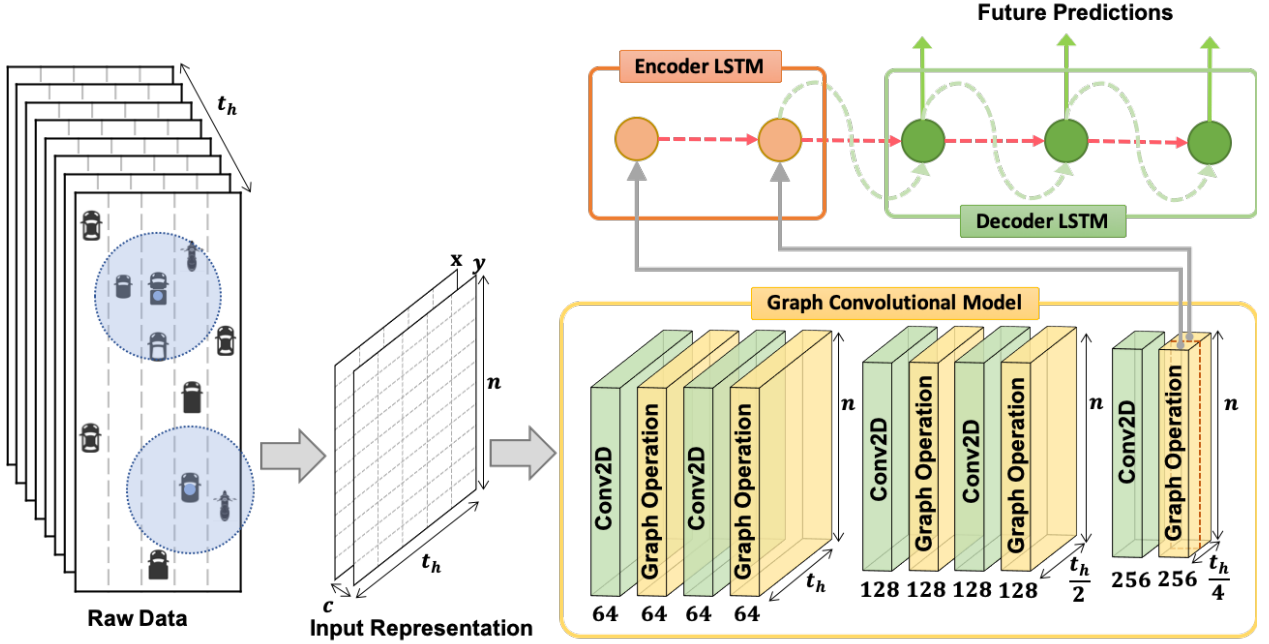 Future Predictions
Encoder LSTM
t_h
Decoder LSTM
x y
n
Graph Convolutional Model
Conv2D
Graph Operation
Conv2D
Graph Operation
n
Conv2D
Graph Operation
Conv2D
Graph Operation
n
Conv2D
Graph Operation
n
t_h
c
64 64 64 64
t_h
128 128 128 128
t_h/2
256 256
t_h/4
Raw Data
Input Representation